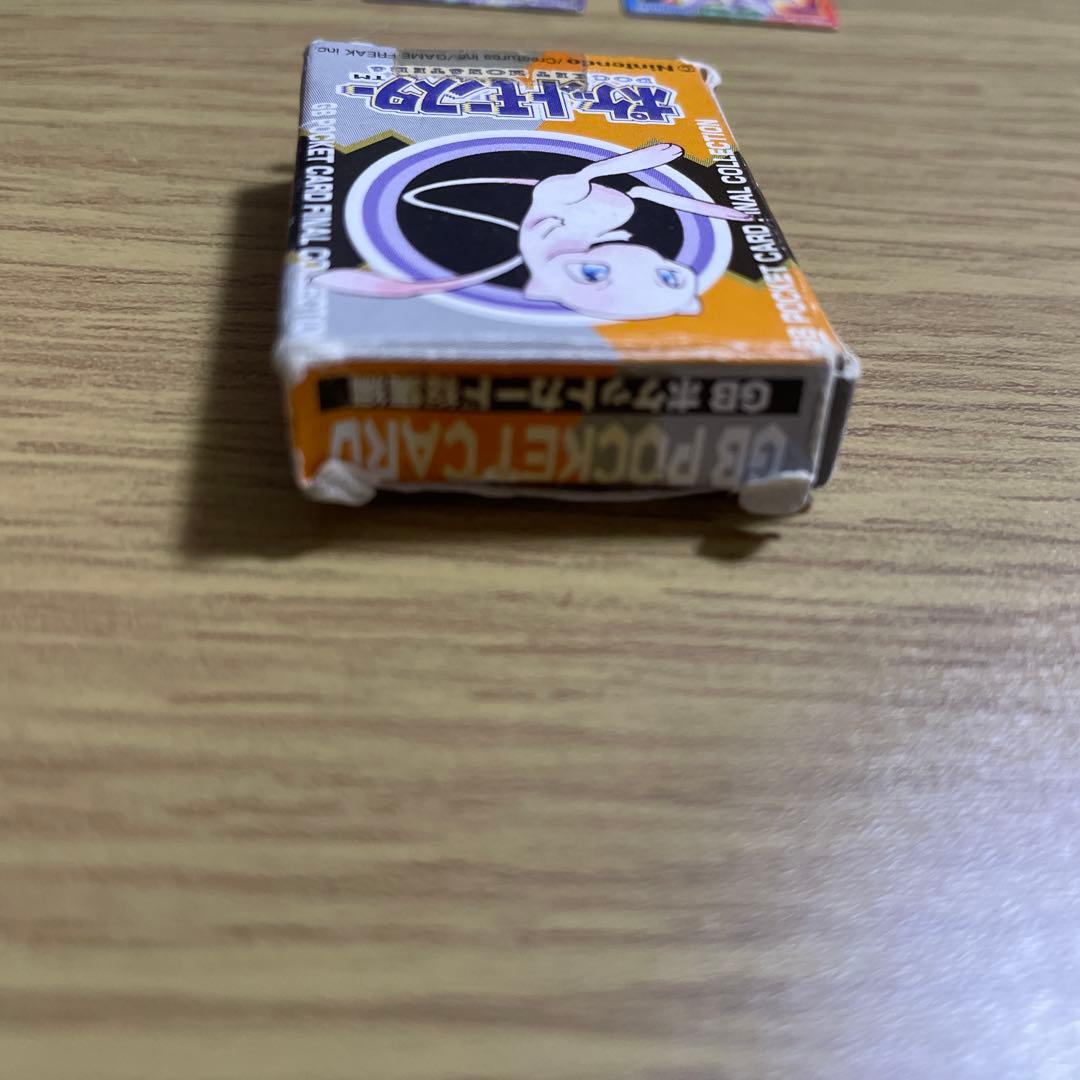 © Nintendo/Creatures inc./GAME FREAK inc.
POCKET MONSTERS
ポケットモンスター
GB POCKET CARD FINAL COLLECTION
GB POCKET CARD FINAL COLLECTION
GBポケットカード総集編
GB POCKET CARD